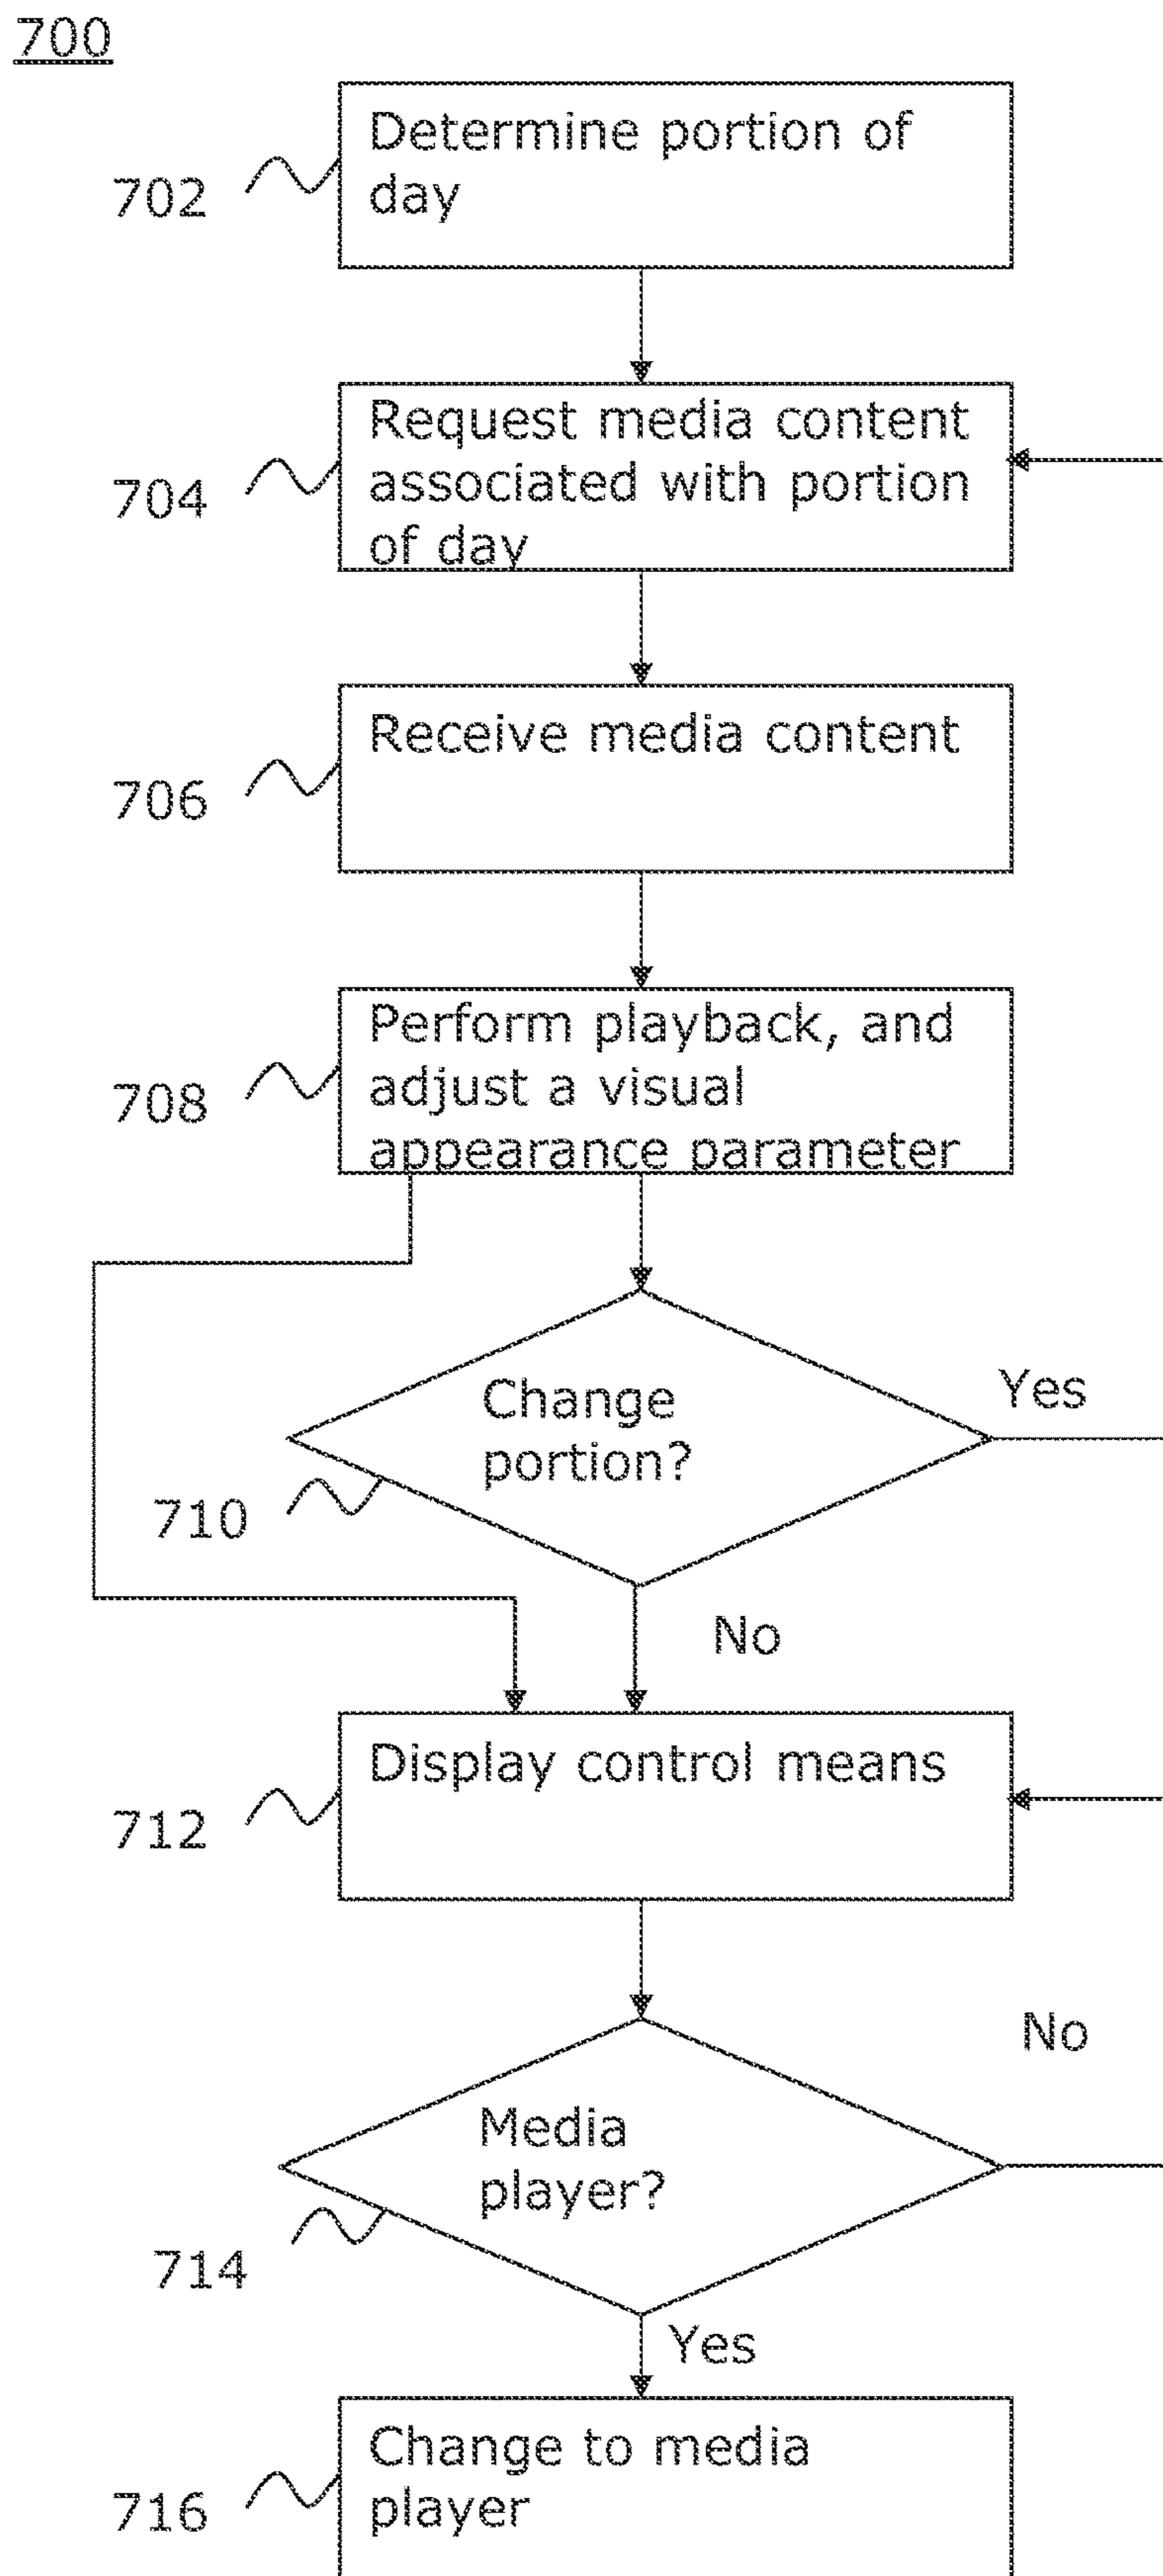 700
Determine portion of
day
702
Request media content
associated with portion
of day
704
Receive media content
706
Perform playback, and
adjust a visual
appearance parameter
708
Change
portion?
Yes
710
No
Display control means
712
No
Media
player?
714
Yes
Change to media
player
716